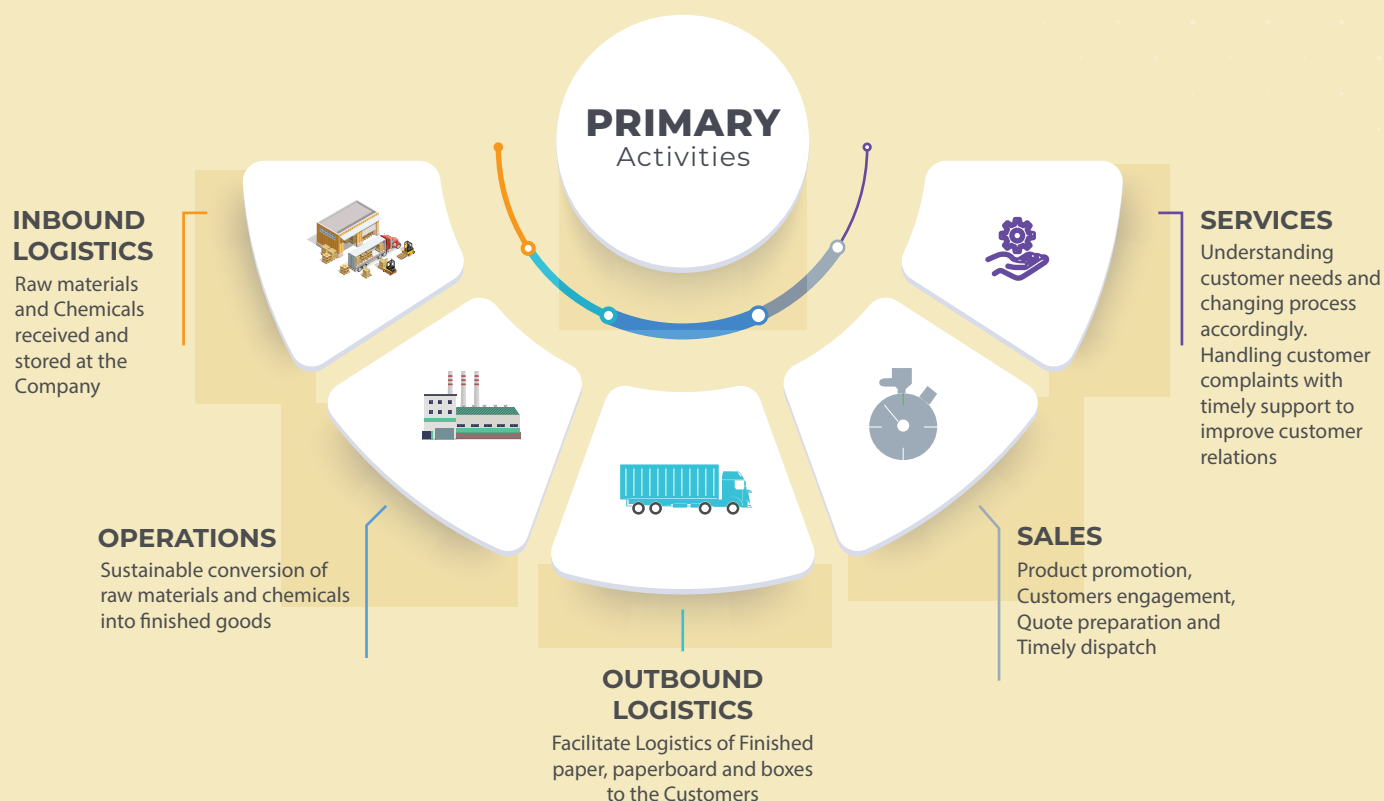 PRIMARY
Activities
INBOUND
LOGISTICS
Raw materials
and Chemicals
received and
stored at the
Company
OPERATIONS
Sustainable conversion of
raw materials and chemicals
into finished goods
OUTBOUND
LOGISTICS
Facilitate Logistics of Finished
paper, paperboard and boxes
to the Customers
SALES
Product promotion,
Customers engagement,
Quote preparation and
Timely dispatch
SERVICES
Understanding
customer needs and
changing process
accordingly.
Handling customer
complaints with
timely support to
improve customer
relations